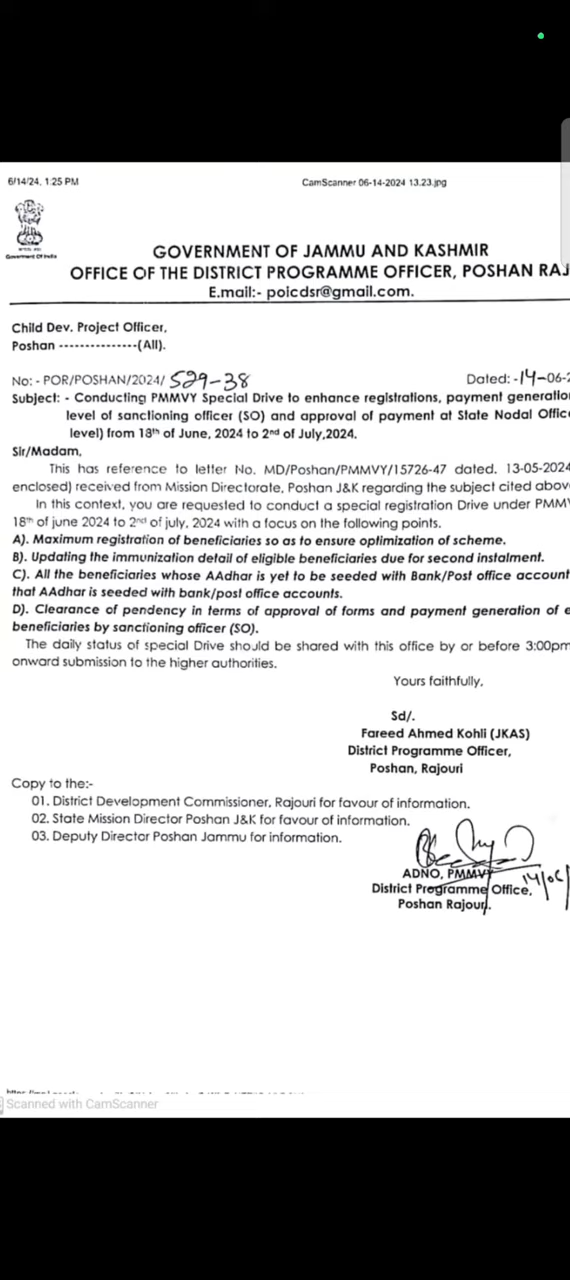 6/14/24, 1:25 PM CamScanner 06-14-2024 13.23.jpg
Government Of India
GOVERNMENT OF JAMMU AND KASHMIR
OFFICE OF THE DISTRICT PROGRAMME OFFICER, POSHAN RAJ
E.mail:- poicdsr@gmail.com.
Child Dev. Project Officer,
Poshan ---------------(All).
No: - POR/POSHAN/2024/ 529-38 Dated: -14-06-2
Subject: - Conducting PMMVY Special Drive to enhance registrations, payment generatio
level of sanctioning officer (SO) and approval of payment at State Nodal Offic
level) from 18th of June, 2024 to 2nd of July,2024.
Sir/Madam,
This has reference to letter No. MD/Poshan/PMMVY/15726-47 dated. 13-05-2024
enclosed) received from Mission Directorate, Poshan J&K regarding the subject cited abov
In this context, you are requested to conduct a special registration Drive under PMMV
18th of june 2024 to 2nd of july, 2024 with a focus on the following points.
A). Maximum registration of beneficiaries so as to ensure optimization of scheme.
B). Updating the immunization detail of eligible beneficiaries due for second instalment.
C). All the beneficiaries whose AAdhar is yet to be seeded with Bank/Post office account
that AAdhar is seeded with bank/post office accounts.
D). Clearance of pendency in terms of approval of forms and payment generation of e
beneficiaries by sanctioning officer (SO).
The daily status of special Drive should be shared with this office by or before 3:00pm
onward submission to the higher authorities.
Yours faithfully,
Sd/.
Fareed Ahmed Kohli (JKAS)
District Programme Officer,
Poshan, Rajouri
Copy to the:-
01. District Development Commissioner, Rajouri for favour of information.
02. State Mission Director Poshan J&K for favour of information.
03. Deputy Director Poshan Jammu for information.
ADNO, PMMVY 14/06/
District Programme Office,
Poshan Rajouri.
Scanned with CamScanner